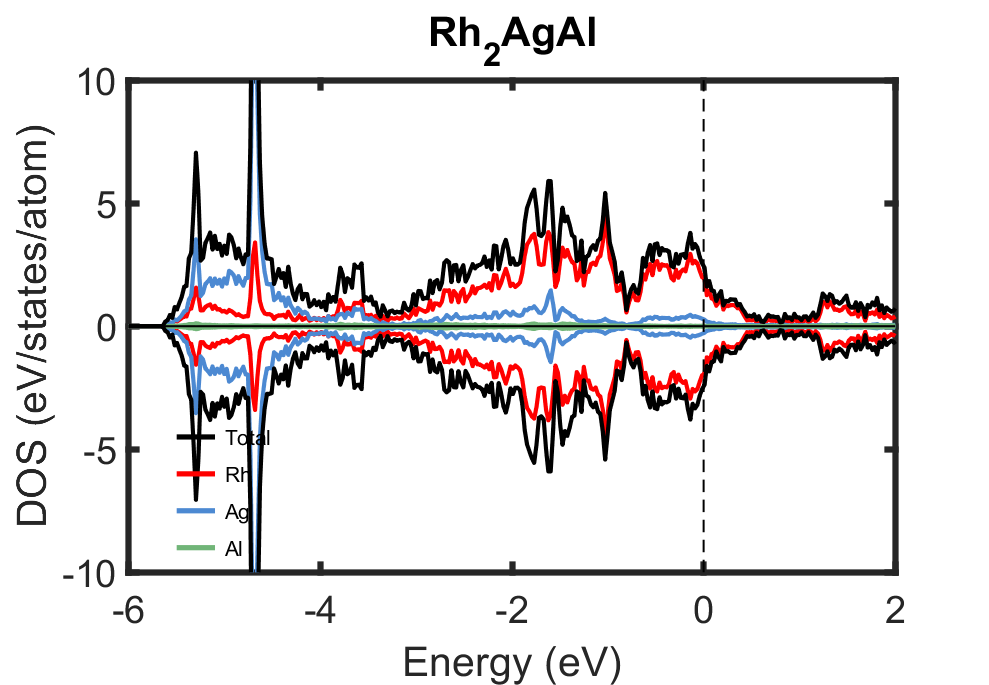 Rh₂AgAl
DOS (eV/states/atom)
10
5
0
-5
-10
Total
Rh
Ag
Al
-6 -4 -2 0 2
Energy (eV)